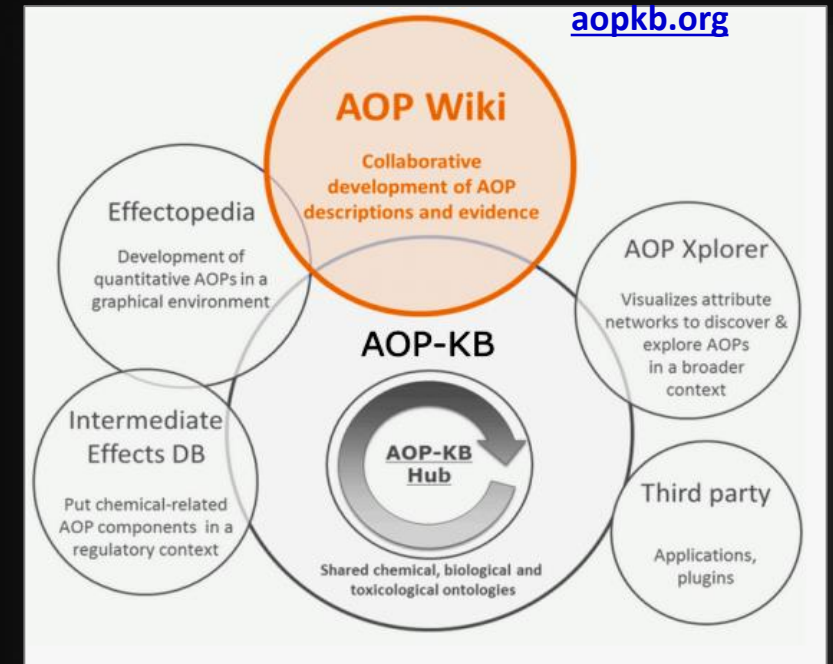 aopkb.org
AOP Wiki
Collaborative
development of AOP
descriptions and evidence
Effectopedia
Development of
quantitative AOPs in a
graphical environment
AOP Xplorer
Visualizes attribute
networks to discover &
explore AOPs
in a broader
context
AOP-KB
Intermediate
Effects DB
Put chemical-related
AOP components in a
regulatory context
AOP-KB
Hub
Shared chemical, biological and
toxicological ontologies
Third party
Applications,
plugins